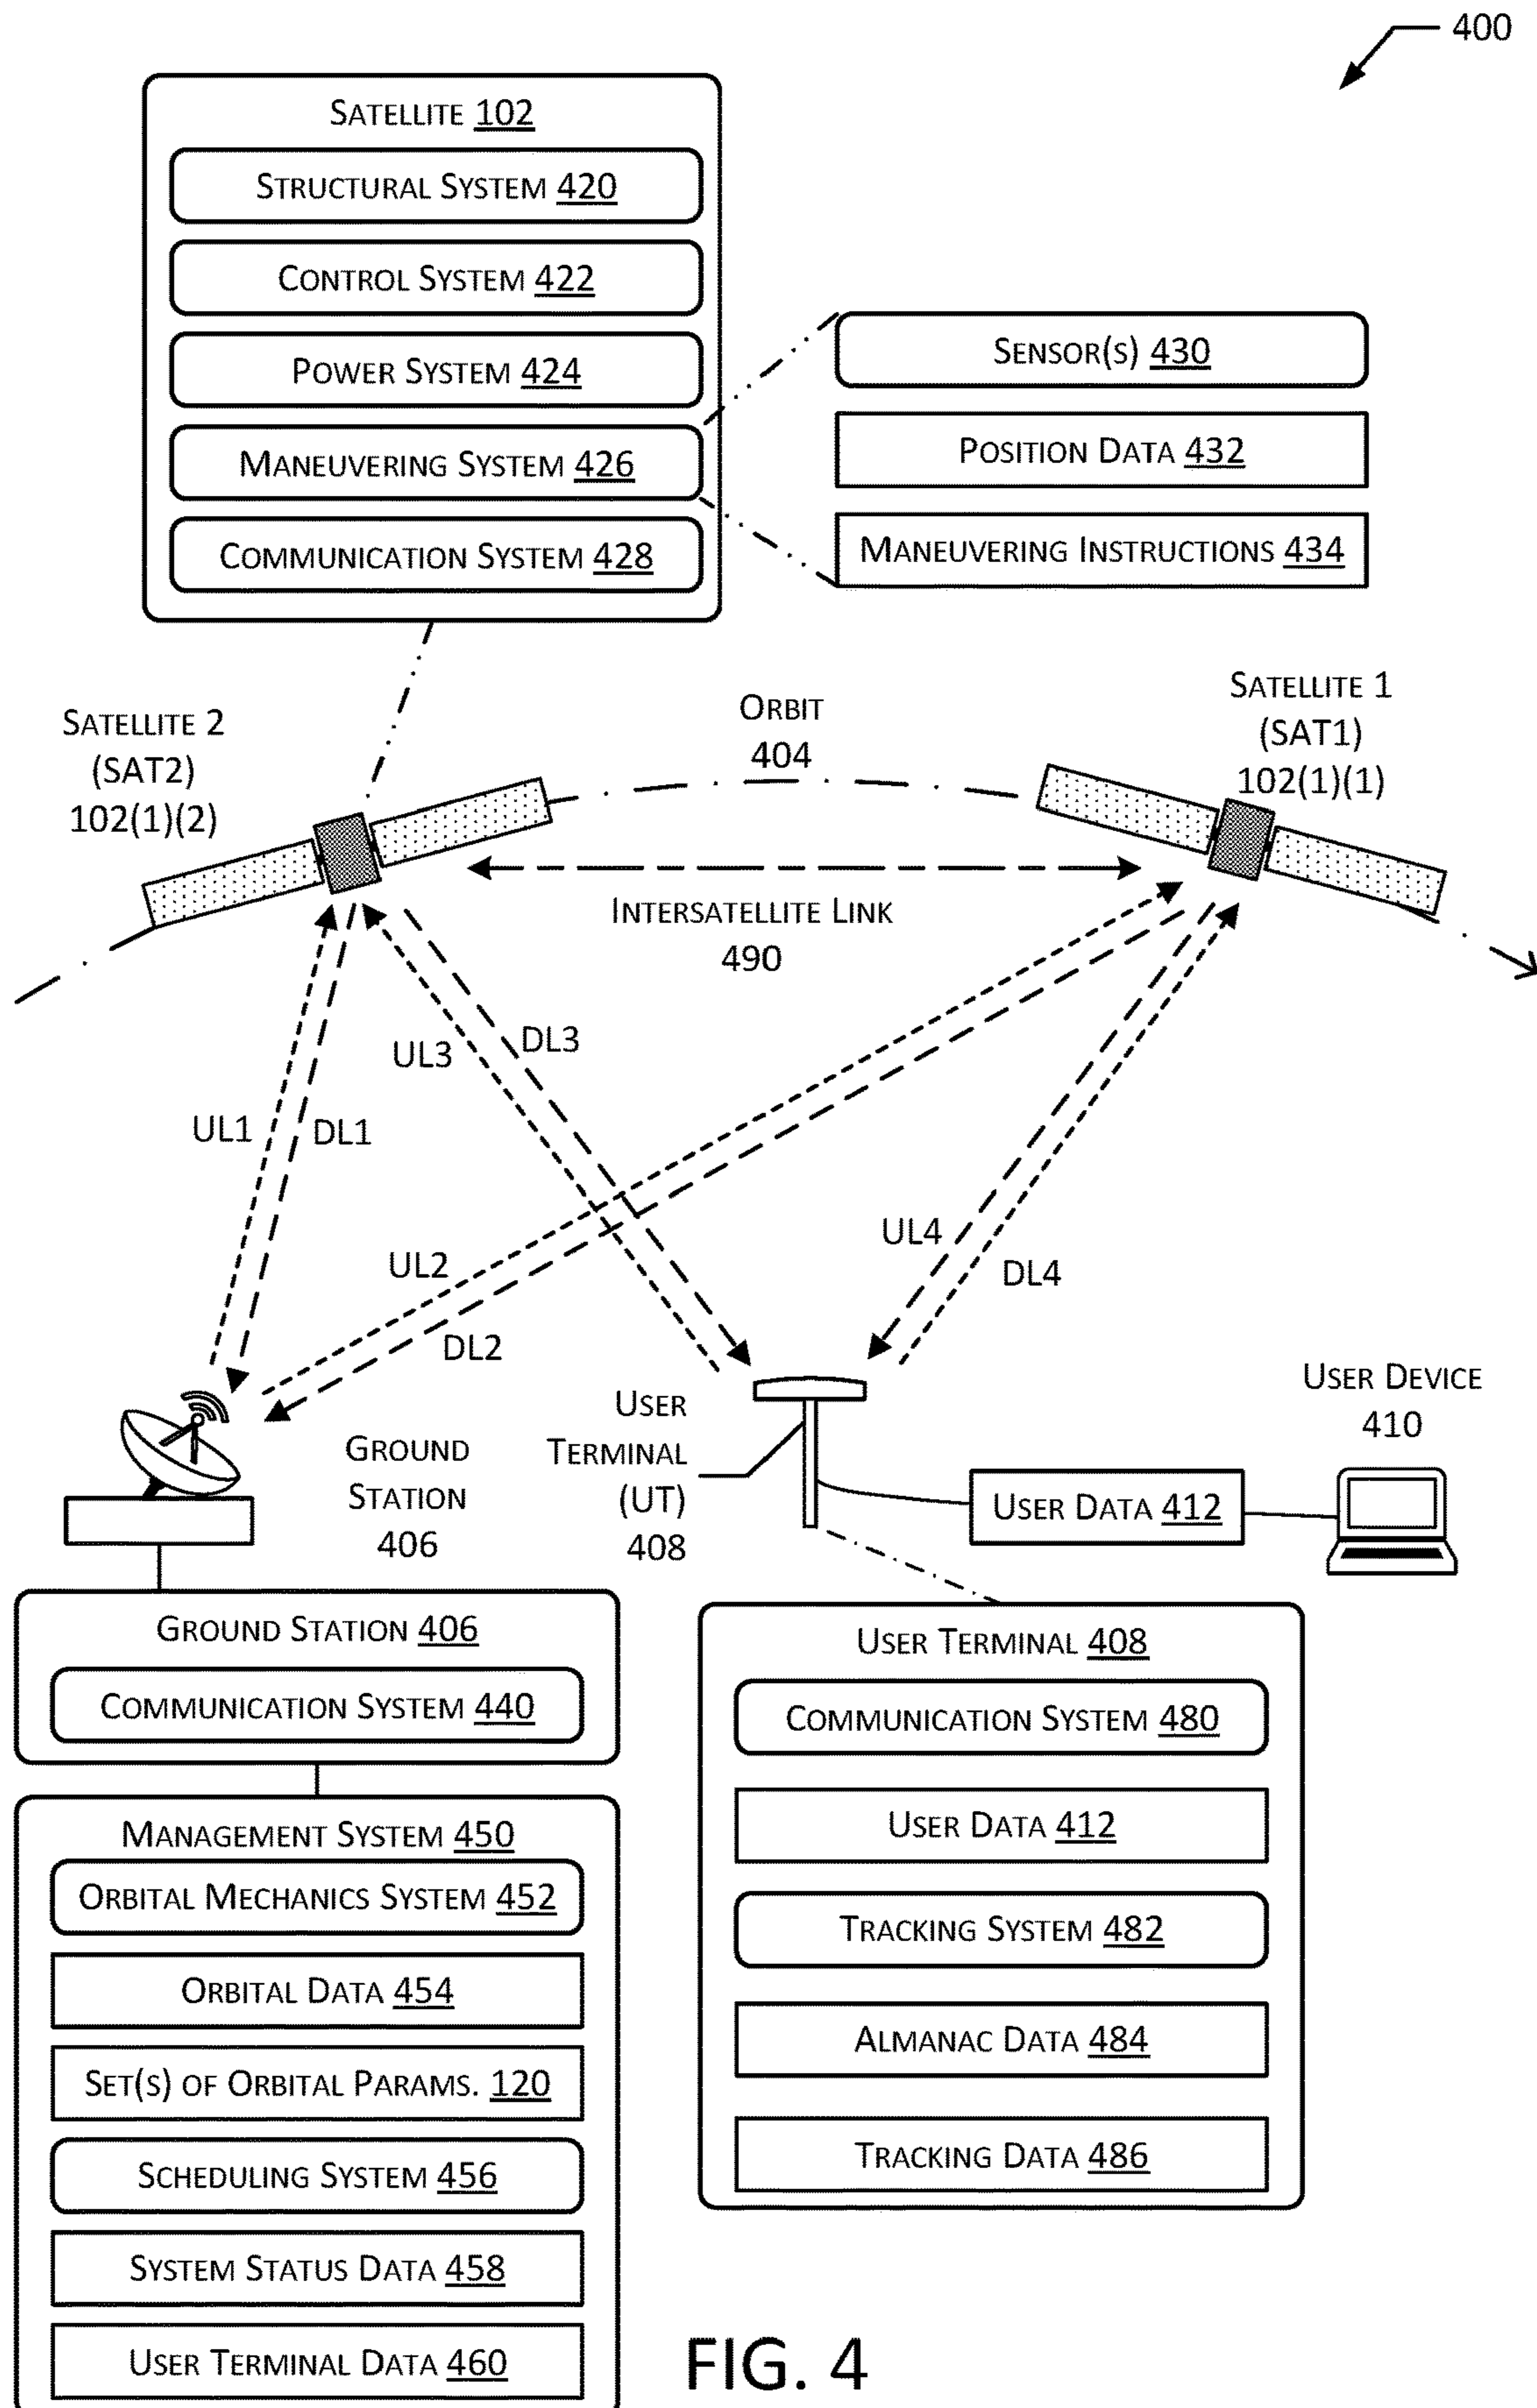 400
SATELLITE 102
STRUCTURAL SYSTEM 420
CONTROL SYSTEM 422
POWER SYSTEM 424
MANEUVERING SYSTEM 426
COMMUNICATION SYSTEM 428
SENSOR(S) 430
POSITION DATA 432
MANEUVERING INSTRUCTIONS 434
SATELLITE 2
(SAT2)
102(1)(2)
ORBIT
404
SATELLITE 1
(SAT1)
102(1)(1)
INTERSATELLITE LINK
490
UL1
DL1
UL3
DL3
UL2
DL2
UL4
DL4
GROUND
STATION
406
USER
TERMINAL
(UT)
408
USER DATA 412
USER DEVICE
410
GROUND STATION 406
COMMUNICATION SYSTEM 440
MANAGEMENT SYSTEM 450
ORBITAL MECHANICS SYSTEM 452
ORBITAL DATA 454
SET(S) OF ORBITAL PARAMS. 120
SCHEDULING SYSTEM 456
SYSTEM STATUS DATA 458
USER TERMINAL DATA 460
USER TERMINAL 408
COMMUNICATION SYSTEM 480
USER DATA 412
TRACKING SYSTEM 482
ALMANAC DATA 484
TRACKING DATA 486
FIG. 4